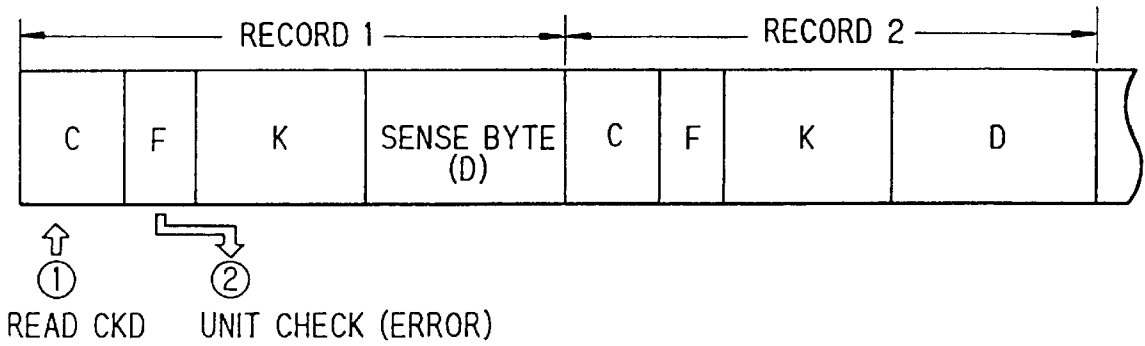 RECORD 1
RECORD 2
C F K SENSE BYTE (D) C F K D
1 2
READ CKD UNIT CHECK (ERROR)